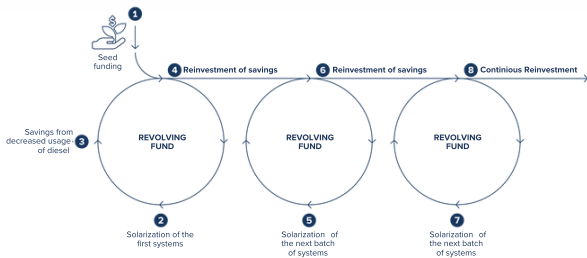 1
Seed
funding
4 Reinvestment of savings
6 Reinvestment of savings
8 Continious Reinvestment
Savings from
decreased usage
of diesel
3
REVOLVING
FUND
REVOLVING
FUND
REVOLVING
FUND
2
Solarization of the
first systems
5
Solarization of
the next batch
of systems
7
Solarization of
the next batch
of systems